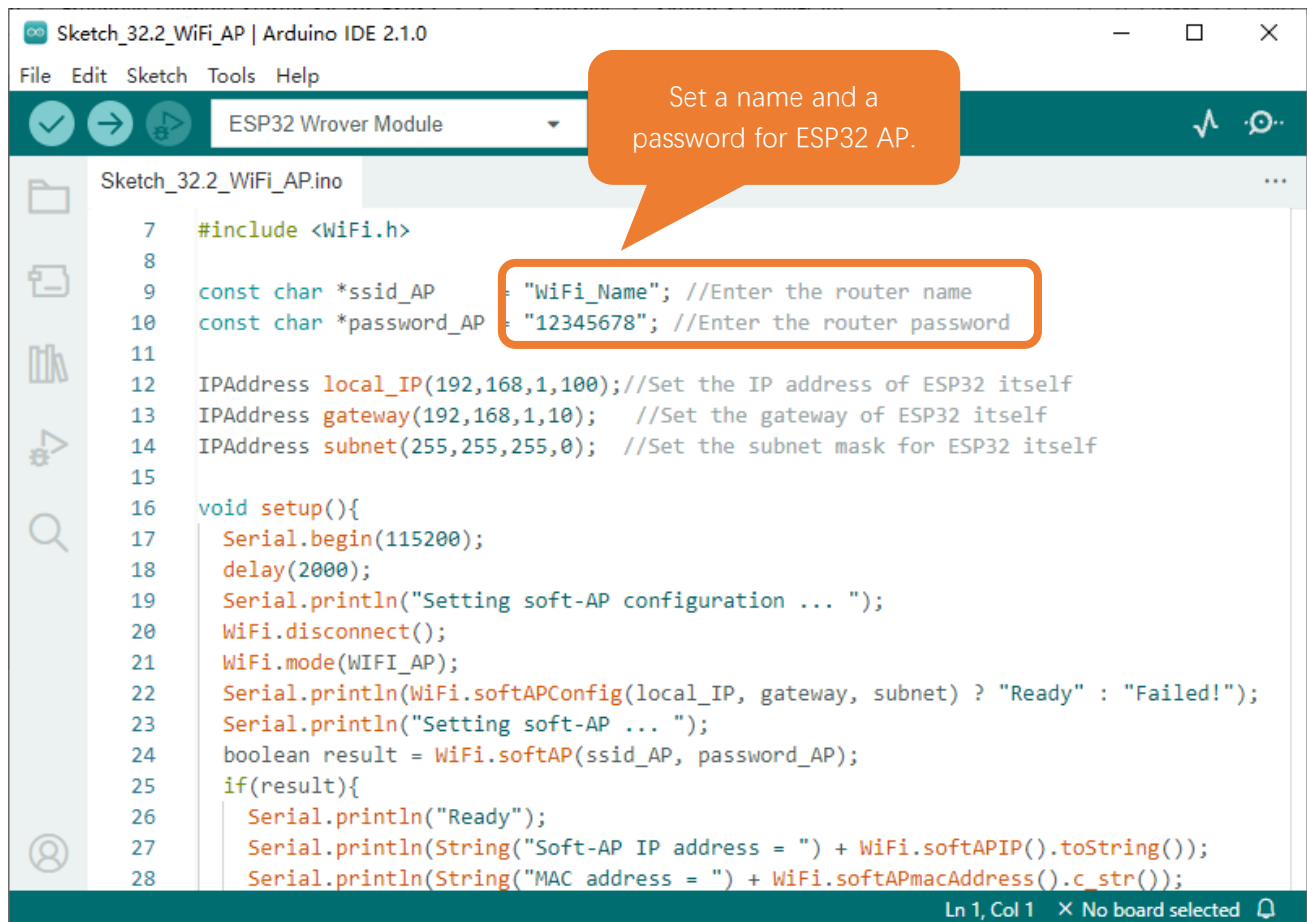 Sketch_32.2_WiFi_AP | Arduino IDE 2.1.0
File Edit Sketch Tools Help
ESP32 Wrover Module
Set a name and a
password for ESP32 AP.
Sketch_32.2_WiFi_AP.ino
7 #include <WiFi.h>
8
9 const char *ssid_AP = "WiFi_Name"; //Enter the router name
10 const char *password_AP = "12345678"; //Enter the router password
11
12 IPAddress local_IP(192,168,1,100);//Set the IP address of ESP32 itself
13 IPAddress gateway(192,168,1,10); //Set the gateway of ESP32 itself
14 IPAddress subnet(255,255,255,0); //Set the subnet mask for ESP32 itself
15
16 void setup(){
17 Serial.begin(115200);
18 delay(2000);
19 Serial.println("Setting soft-AP configuration ... ");
20 WiFi.disconnect();
21 WiFi.mode(WIFI_AP);
22 Serial.println(WiFi.softAPConfig(local_IP, gateway, subnet) ? "Ready" : "Failed!");
23 Serial.println("Setting soft-AP ... ");
24 boolean result = WiFi.softAP(ssid_AP, password_AP);
25 if(result){
26 Serial.println("Ready");
27 Serial.println(String("Soft-AP IP address = ") + WiFi.softAPIP().toString());
28 Serial.println(String("MAC address = ") + WiFi.softAPmacAddress().c_str());
Ln 1, Col 1 × No board selected